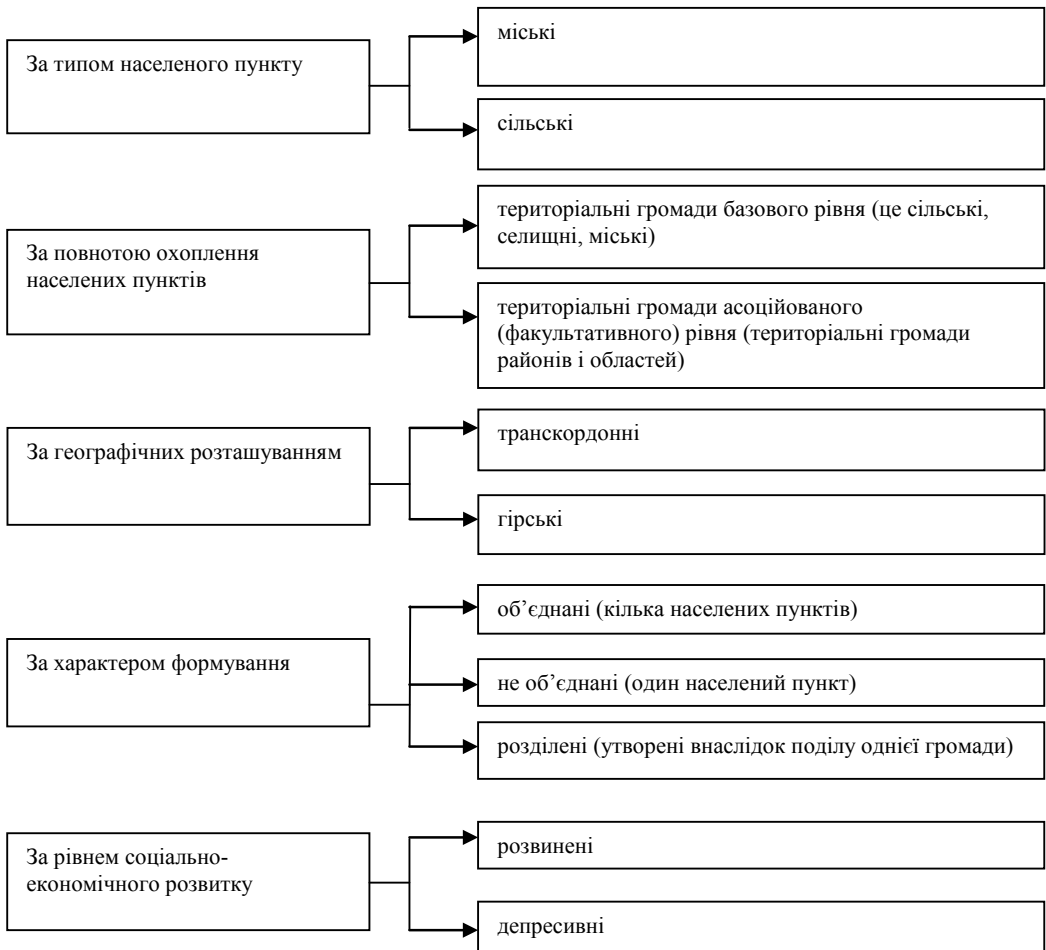 За типом населеного пункту
міські
сільські
За повнотою охоплення
населених пунктів
територіальні громади базового рівня (це сільські,
селищні, міські)
територіальні громади асоційованого
(факультативного) рівня (територіальні громади
районів і областей)
За географічних розташуванням
транскордонні
гірські
За характером формування
об’єднані (кілька населених пунктів)
не об’єднані (один населений пункт)
розділені (утворені внаслідок поділу однієї громади)
За рівнем соціально-
економічного розвитку
розвинені
депресивні